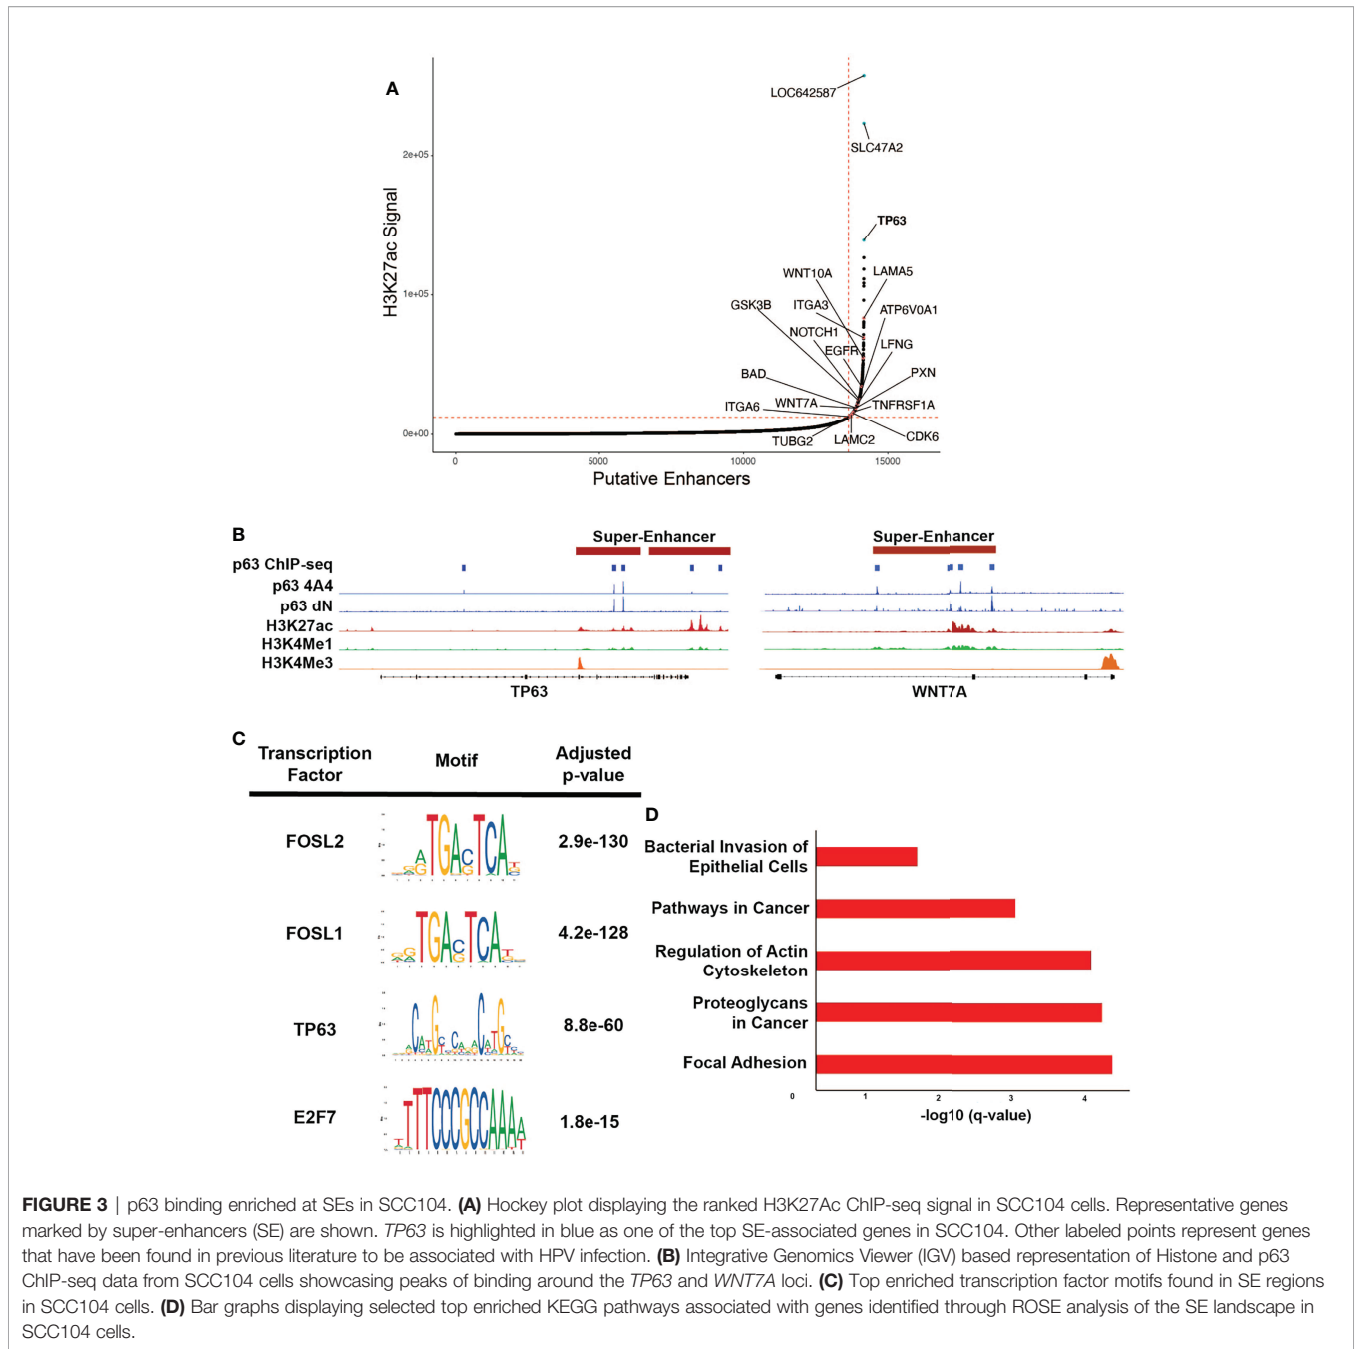 A
LOC642587
SLC47A2
2e+05
H3K27ac Signal
TP63
WNT10A
LAMA5
GSK3B
ITGA3
ATP6V0A1
1e+05
NOTCH1
EGFR
LFNG
BAD
PXN
ITGA6
WNT7A
TNFRSF1A
0e+00
TUBG2
LAMC2
CDK6
0
5000
10000
15000
Putative Enhancers
B
Super-Enhancer
Super-Enhancer
p63 ChIP-seq
p63 4A4
p63 dN
H3K27ac
H3K4Me1
H3K4Me3
TP63
WNT7A
C
Transcription
Factor
Motif
Adjusted
p-value
FOSL2
2.9e-130
FOSL1
4.2e-128
TP63
8.8e-60
E2F7
1.8e-15
D
Bacterial Invasion of
Epithelial Cells
Pathways in Cancer
Regulation of Actin
Cytoskeleton
Proteoglycans
in Cancer
Focal Adhesion
0
1
2
3
4
-log10 (q-value)
FIGURE 3 | p63 binding enriched at SEs in SCC104. (A) Hockey plot displaying the ranked H3K27Ac ChIP-seq signal in SCC104 cells. Representative genes
marked by super-enhancers (SE) are shown. TP63 is highlighted in blue as one of the top SE-associated genes in SCC104. Other labeled points represent genes
that have been found in previous literature to be associated with HPV infection. (B) Integrative Genomics Viewer (IGV) based representation of Histone and p63
ChIP-seq data from SCC104 cells showcasing peaks of binding around the TP63 and WNT7A loci. (C) Top enriched transcription factor motifs found in SE regions
in SCC104 cells. (D) Bar graphs displaying selected top enriched KEGG pathways associated with genes identified through ROSE analysis of the SE landscape in
SCC104 cells.